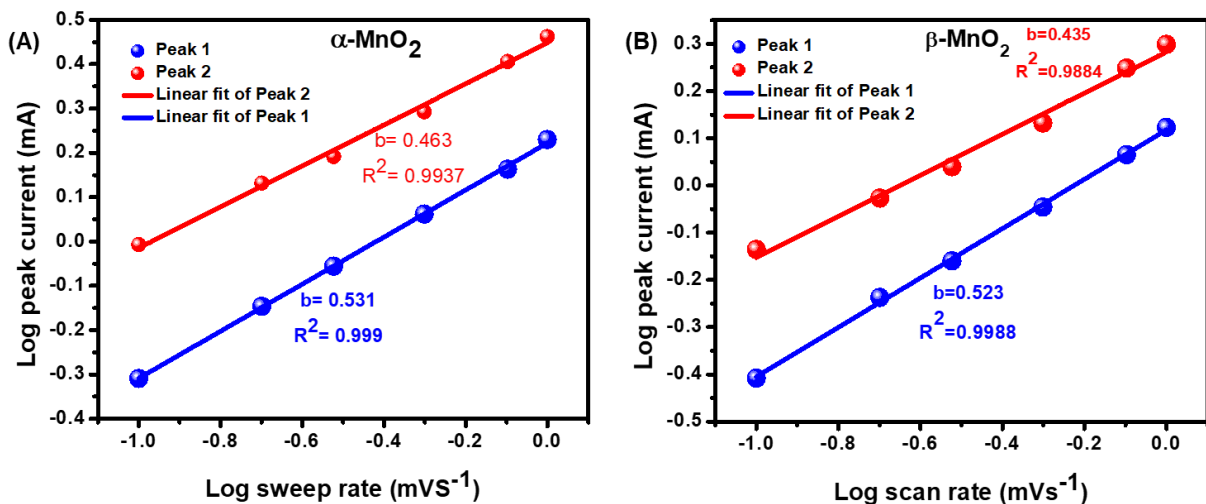 (A)
α-MnO2
Peak 1
Peak 2
Linear fit of Peak 2
Linear fit of Peak 1
b= 0.463
R²= 0.9937
b= 0.531
R²= 0.999
0.5
0.4
0.3
0.2
0.1
0.0
-0.1
-0.2
-0.3
-0.4
-1.0
-0.8
-0.6
-0.4
-0.2
0.0
Log peak current (mA)
Log sweep rate (mVS⁻¹)
(B)
β-MnO2
Peak 1
Peak 2
Linear fit of Peak 1
Linear fit of Peak 2
b=0.435
R²=0.9884
b=0.523
R²=0.9988
0.3
0.2
0.1
0.0
-0.1
-0.2
-0.3
-0.4
-0.5
-1.0
-0.8
-0.6
-0.4
-0.2
0.0
Log peak current (mA)
Log scan rate (mVs⁻¹)